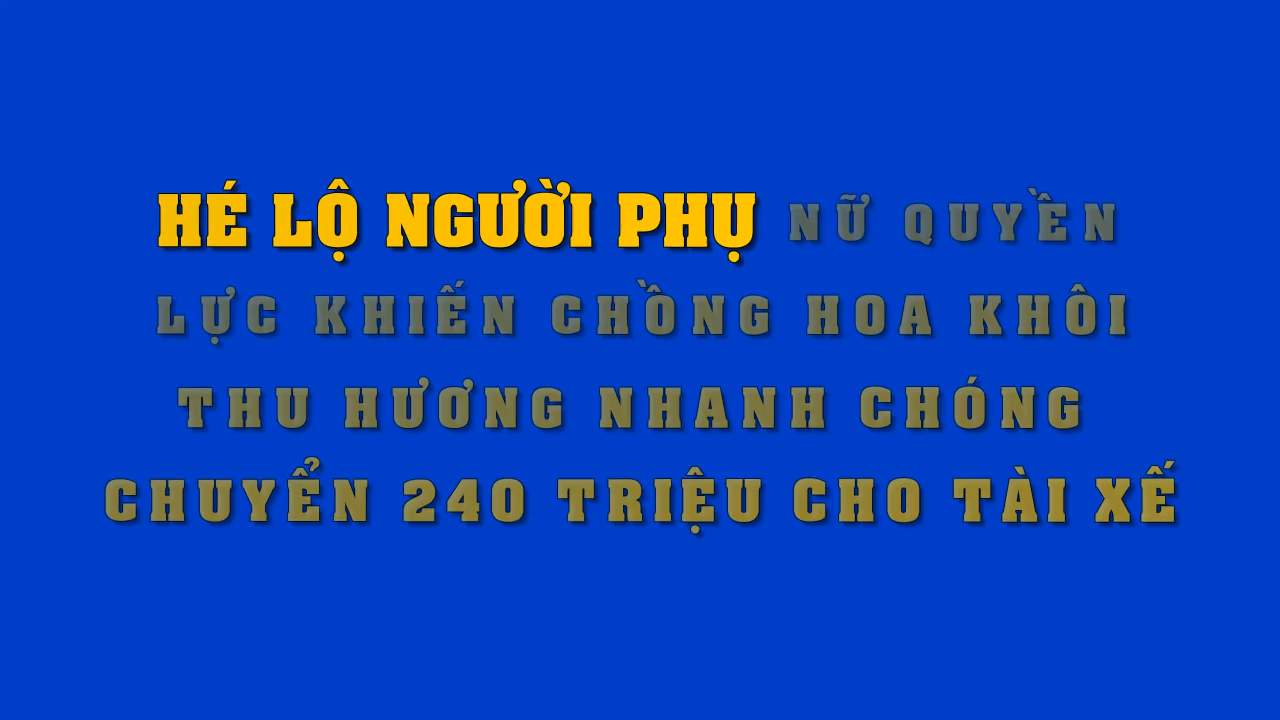 HÉ LỘ NGƯỜI PHỤ NỮ QUYỀN
LỰC KHIẾN CHỒNG HOA KHÔI
THU HƯƠNG NHANH CHÓNG
CHUYỂN 240 TRIỆU CHO TÀI XẾ